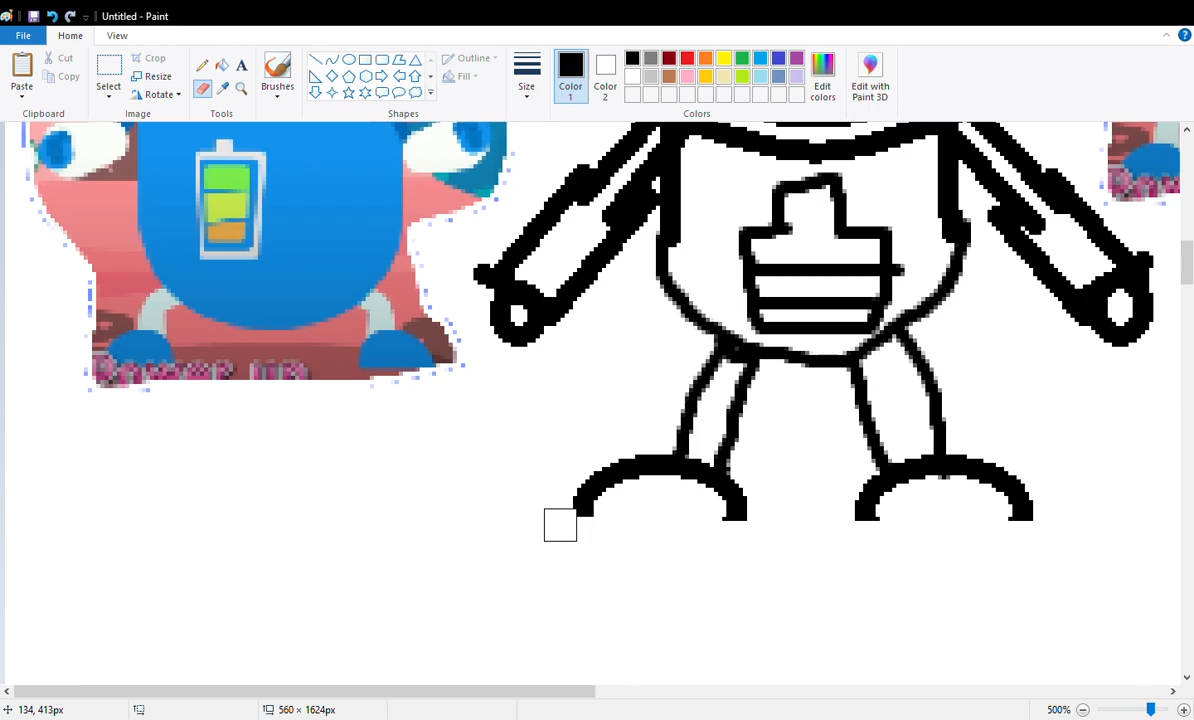 Untitled - Paint
File Home View
Paste
Cut
Copy
Clipboard
Select
Crop
Resize
Rotate
Image
A
Tools
Brushes
Outline
Fill
Shapes
Size
Color 1
Color 2
Edit colors
Colors
Edit with Paint 3D
134, 413px
560 × 1624px
500%